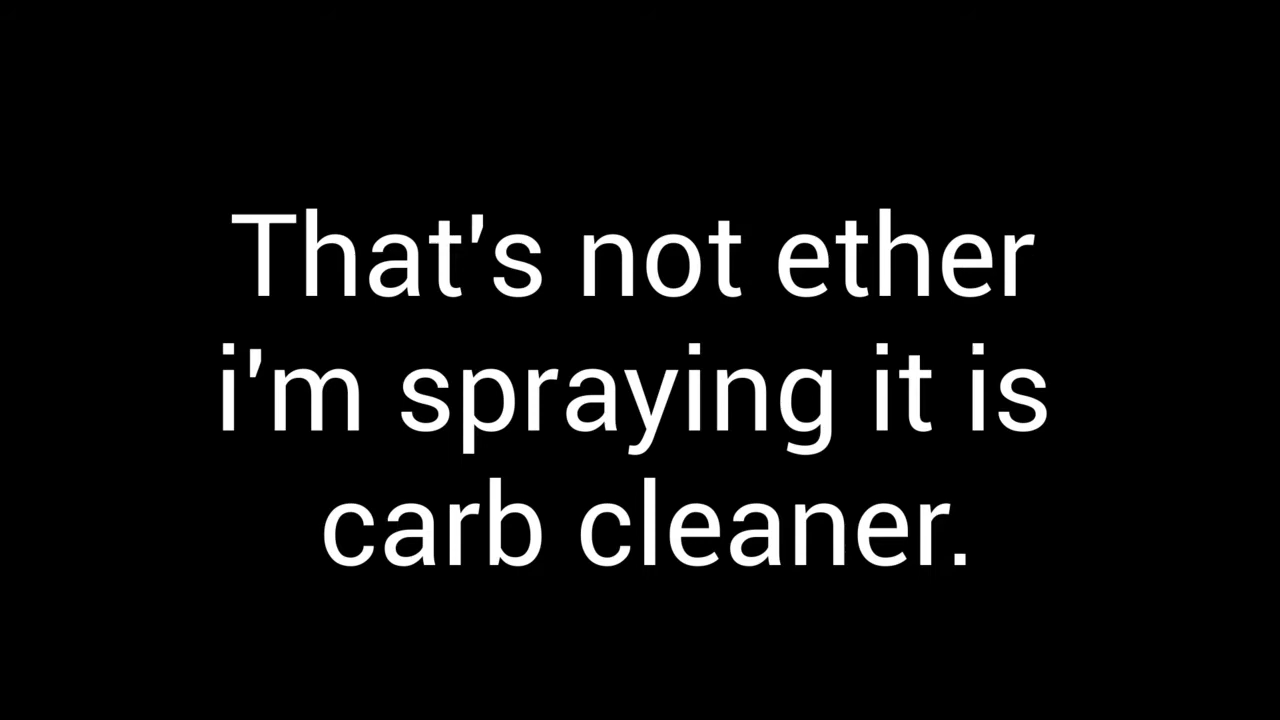 That's not ether
i'm spraying it is
carb cleaner.